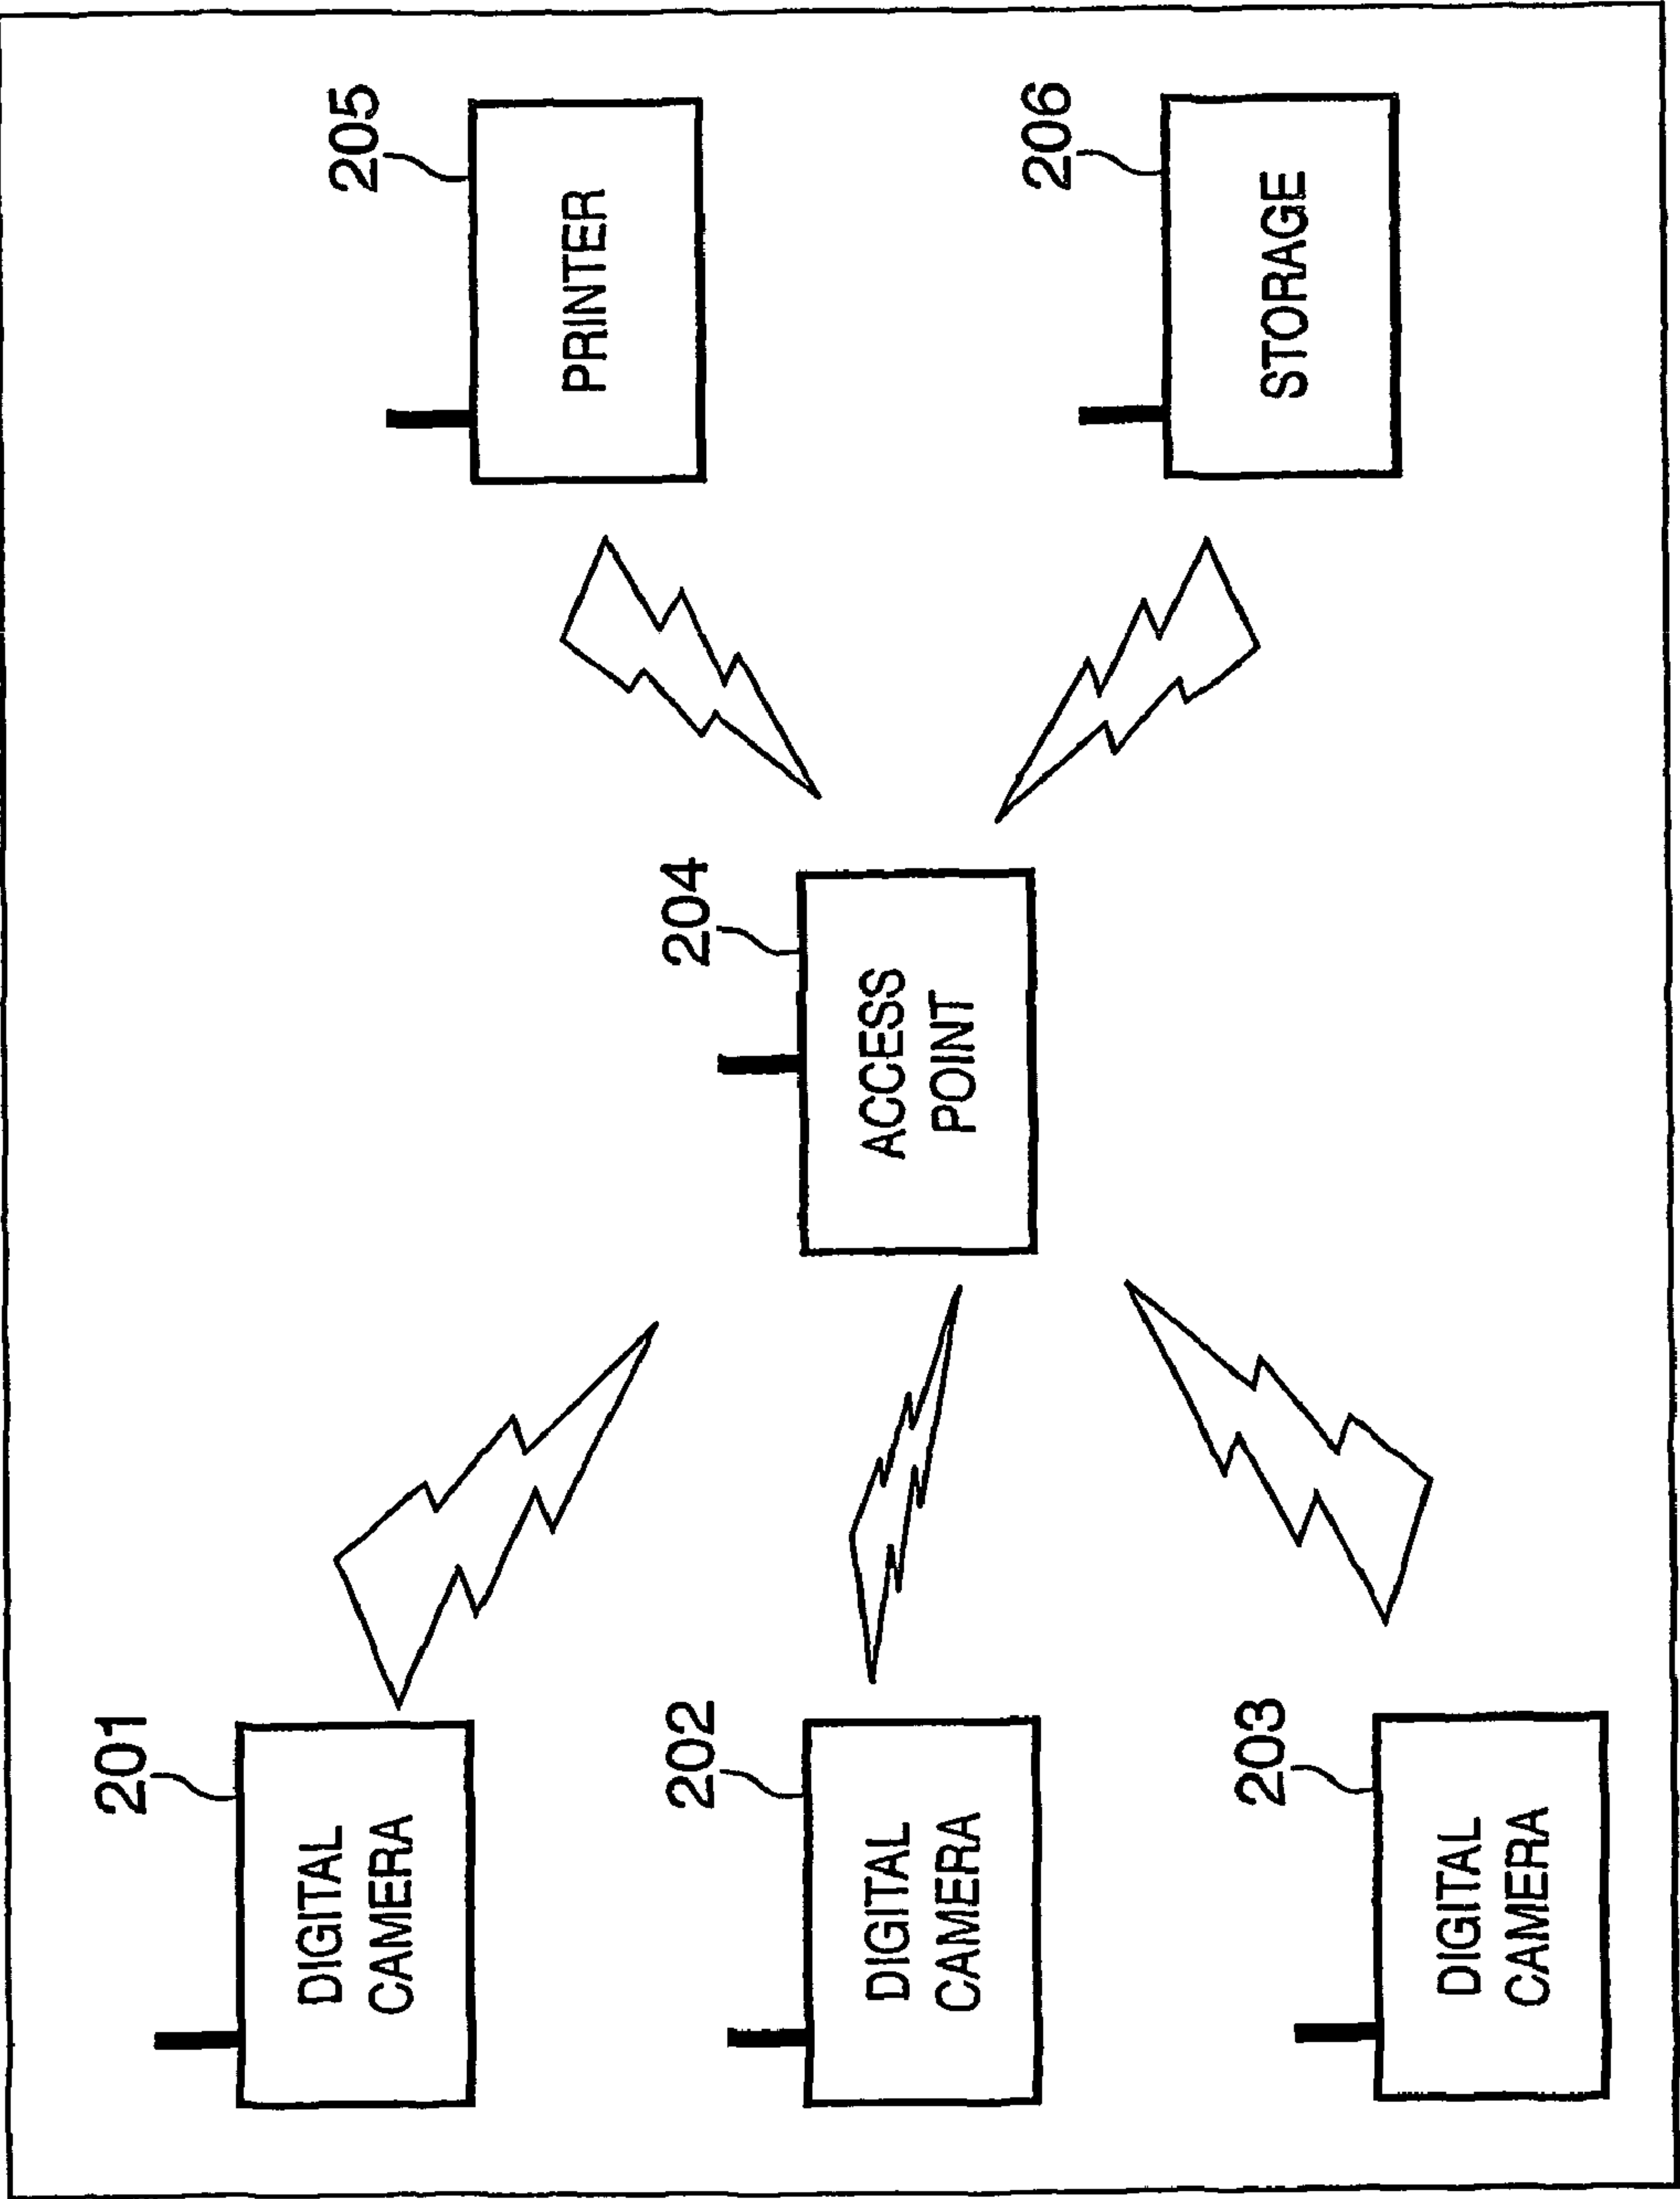 201
DIGITAL
CAMERA
202
DIGITAL
CAMERA
203
DIGITAL
CAMERA
204
ACCESS
POINT
205
PRINTER
206
STORAGE